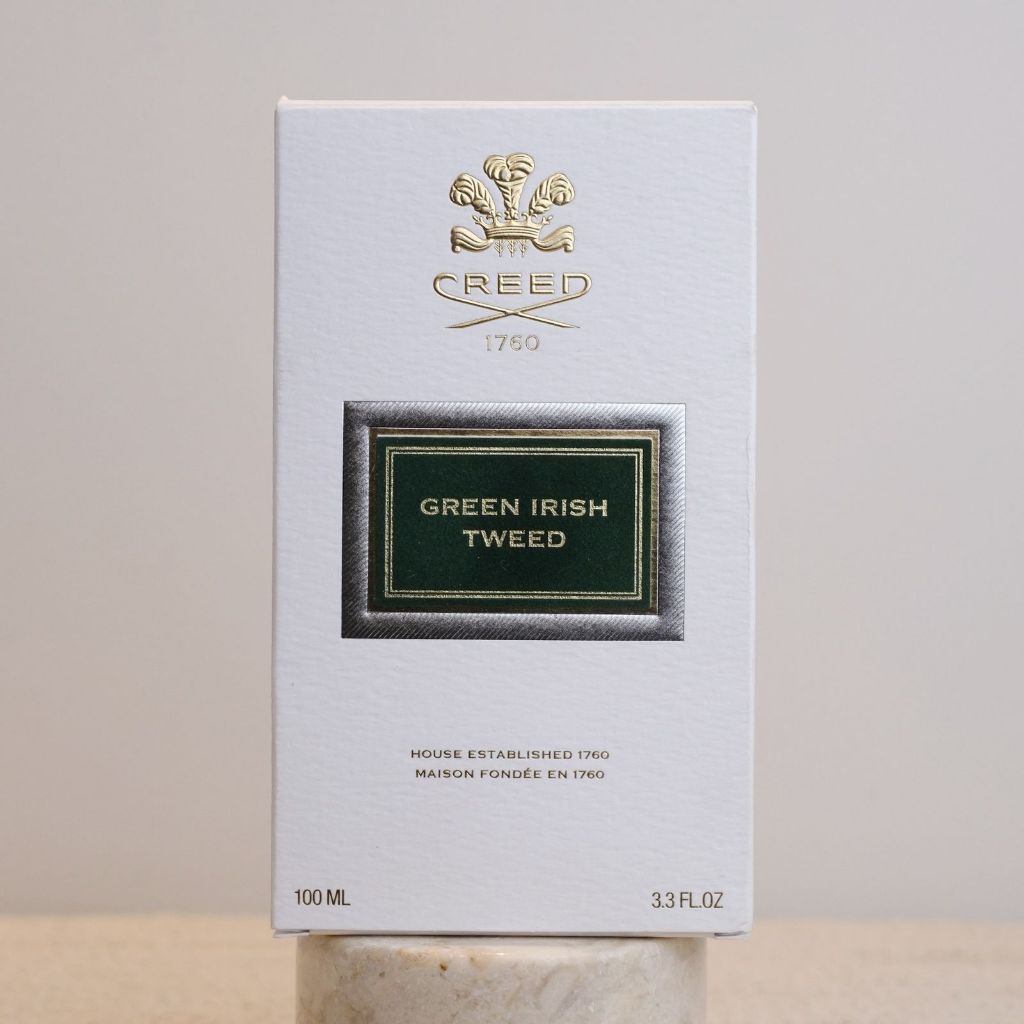 CREED
1760
GREEN IRISH
TWEED
HOUSE ESTABLISHED 1760
MAISON FONDÉE EN 1760
100 ML
3.3 FL.OZ